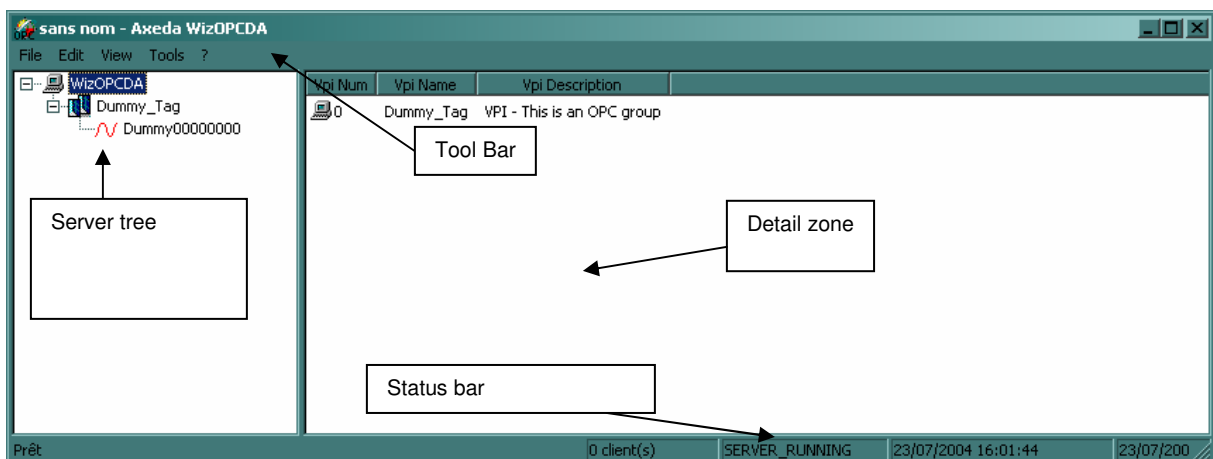 sans nom - Axeda WizOPCDA
File Edit View Tools ?
WizOPCDA
Dummy_Tag
Dummy00000000
Vpi Num Vpi Name Vpi Description
0 Dummy_Tag VPI - This is an OPC group
Tool Bar
Server tree
Detail zone
Status bar
Prêt 0 client(s) SERVER_RUNNING 23/07/2004 16:01:44 23/07/200